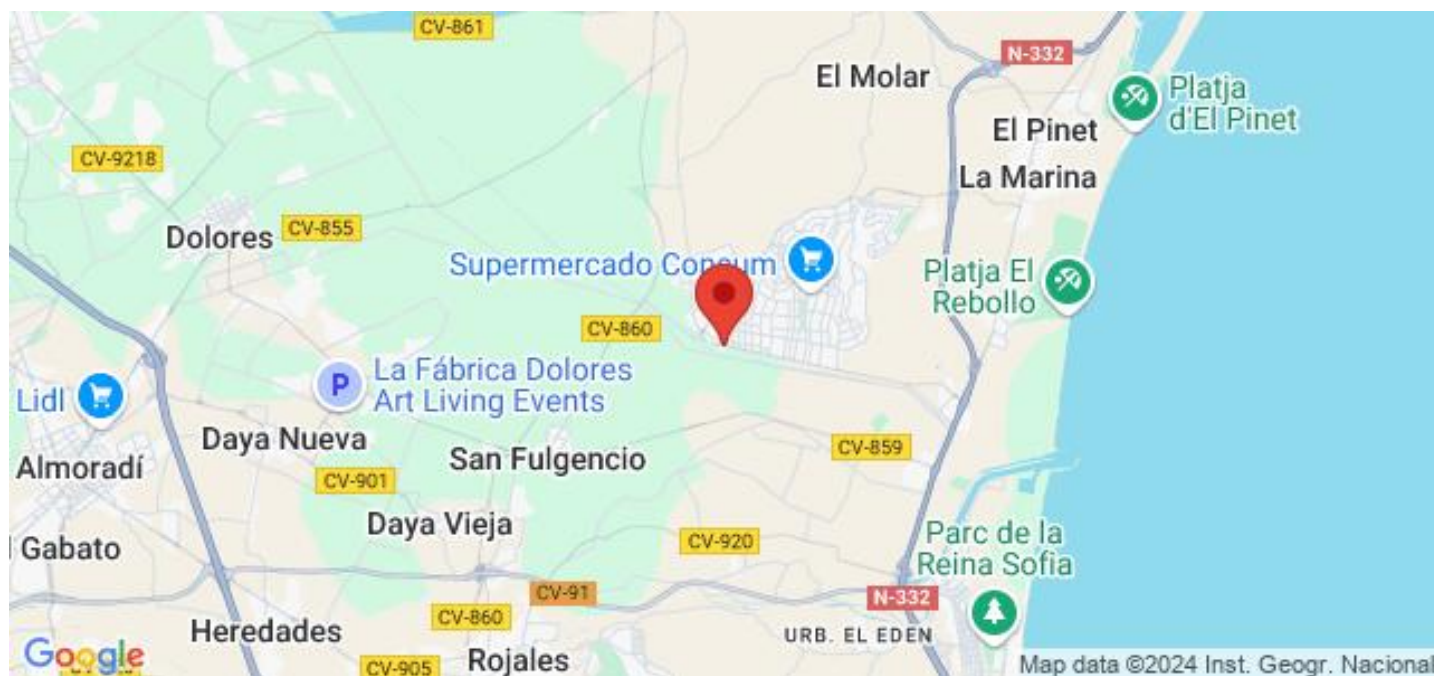 CV-861
N-332
El Molar
Platja
d'El Pinet
El Pinet
CV-9218
La Marina
Dolores
CV-855
Supermercado Consum
Platja El
Rebollo
CV-860
La Fábrica Dolores
Art Living Events
P
Lidl
Daya Nueva
San Fulgencio
CV-859
Almoradí
CV-901
Daya Vieja
CV-920
Parc de la
Reina Sofia
Gabato
CV-91
N-332
CV-860
Heredades
URB. EL EDEN
Google
CV-905
Rojales
Map data ©2024 Inst. Geogr. Nacional